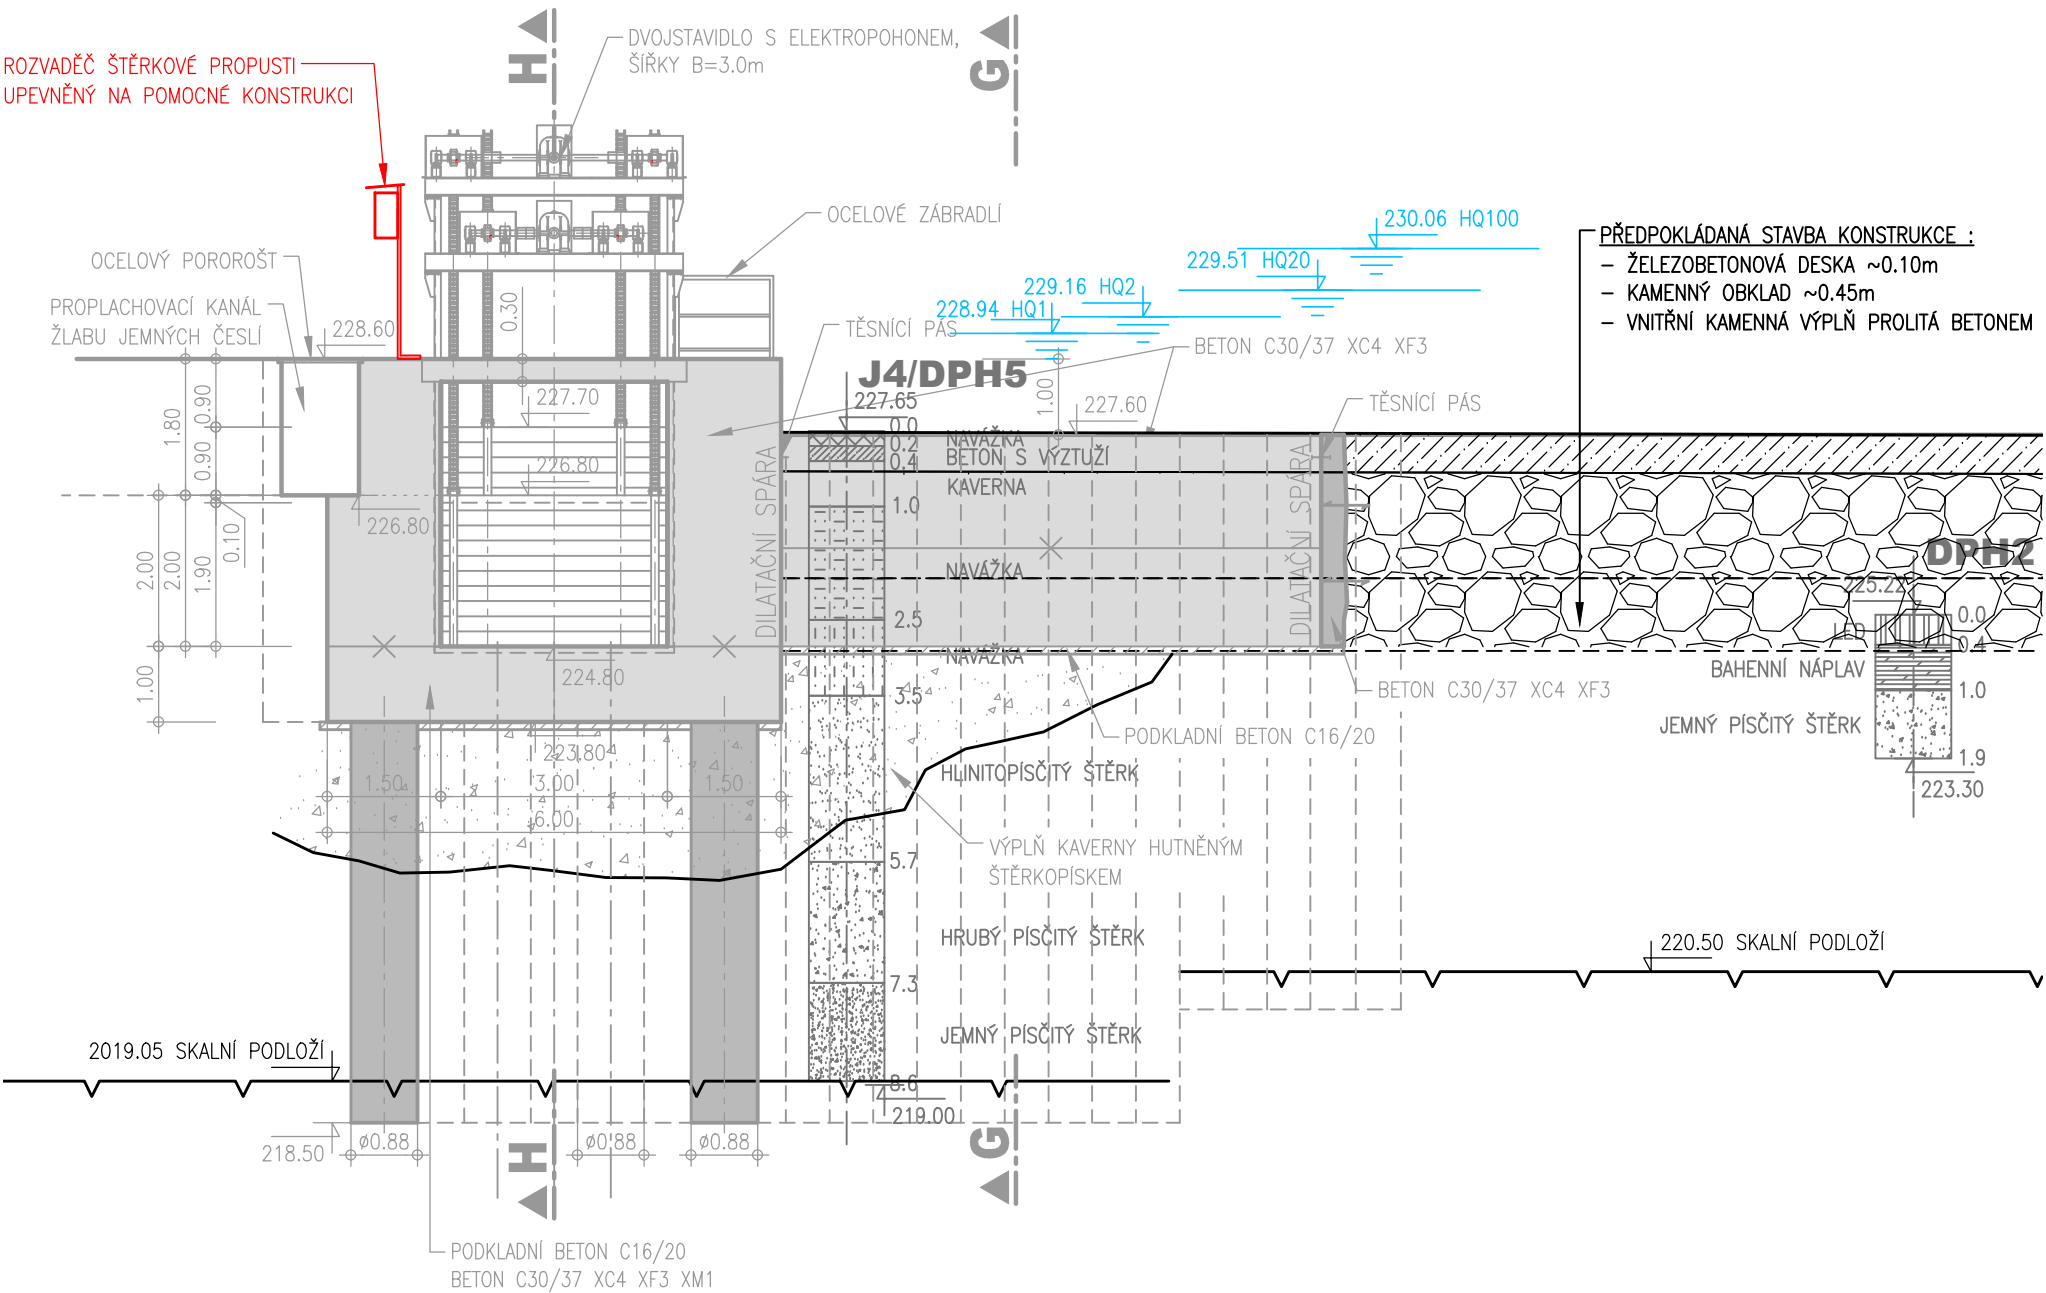 H
G
DVOJSTAVIDLO S ELEKTROPOHONEM,
ŠÍŘKY B=3.0m
ROZVADĚČ ŠTĚRKOVÉ PROPUSTI
UPEVNĚNÝ NA POMOCNÉ KONSTRUKCI
OCELOVÉ ZÁBRADLÍ
230.06 HQ100
229.51 HQ20
229.16 HQ2
228.94 HQ1
PŘEDPOKLÁDANÁ STAVBA KONSTRUKCE :
– ŽELEZOBETONOVÁ DESKA ~0.10m
– KAMENNÝ OBKLAD ~0.45m
– VNITŘNÍ KAMENNÁ VÝPLŇ PROLITÁ BETONEM
OCELOVÝ POROROŠT
PROPLACHOVACÍ KANÁL
ŽLABU JEMNÝCH ČESLÍ
228.60
0.30
TĚSNÍCÍ PÁS
BETON C30/37 XC4 XF3
J4/DPH5
227.65
1.00
227.60
TĚSNÍCÍ PÁS
1.80
0.90
0.90
227.70
226.80
226.80
2.00
2.00
1.90
0.10
1.00
224.80
223.80
DILATAČNÍ SPÁRA
DILATAČNÍ SPÁRA
0.0
0.2
0.4
1.0
2.5
3.5
5.7
7.3
8.6
219.00
NAVÁŽKA
BETON S VÝZTUŽÍ
KAVERNA
NAVÁŽKA
NAVÁŽKA
HLINITOPÍSČITÝ ŠTĚRK
HRUBÝ PÍSČITÝ ŠTĚRK
JEMNÝ PÍSČITÝ ŠTĚRK
DPH2
225.22
0.0
LED
0.4
BAHENNÍ NÁPLAV
1.0
JEMNÝ PÍSČITÝ ŠTĚRK
1.9
223.30
BETON C30/37 XC4 XF3
PODKLADNÍ BETON C16/20
VÝPLŇ KAVERNY HUTNĚNÝM
ŠTĚRKOPÍSKEM
1.50
3.00
1.50
6.00
220.50 SKALNÍ PODLOŽÍ
2019.05 SKALNÍ PODLOŽÍ
218.50
ø0.88
ø0.88
ø0.88
H
G
PODKLADNÍ BETON C16/20
BETON C30/37 XC4 XF3 XM1